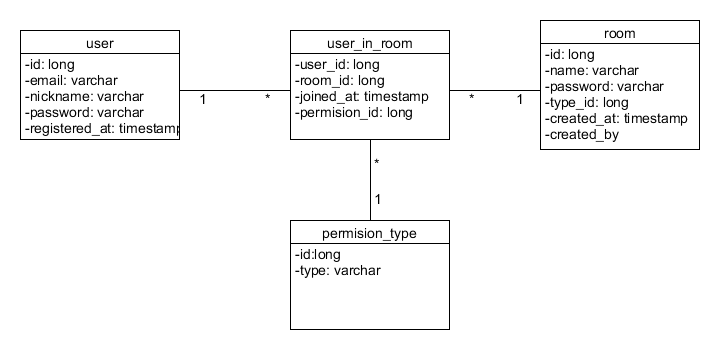 user
-id: long
-email: varchar
-nickname: varchar
-password: varchar
-registered_at: timestamp
1
*
user_in_room
-user_id: long
-room_id: long
-joined_at: timestamp
-permision_id: long
*
1
room
-id: long
-name: varchar
-password: varchar
-type_id: long
-created_at: timestamp
-created_by
*
1
permision_type
-id:long
-type: varchar